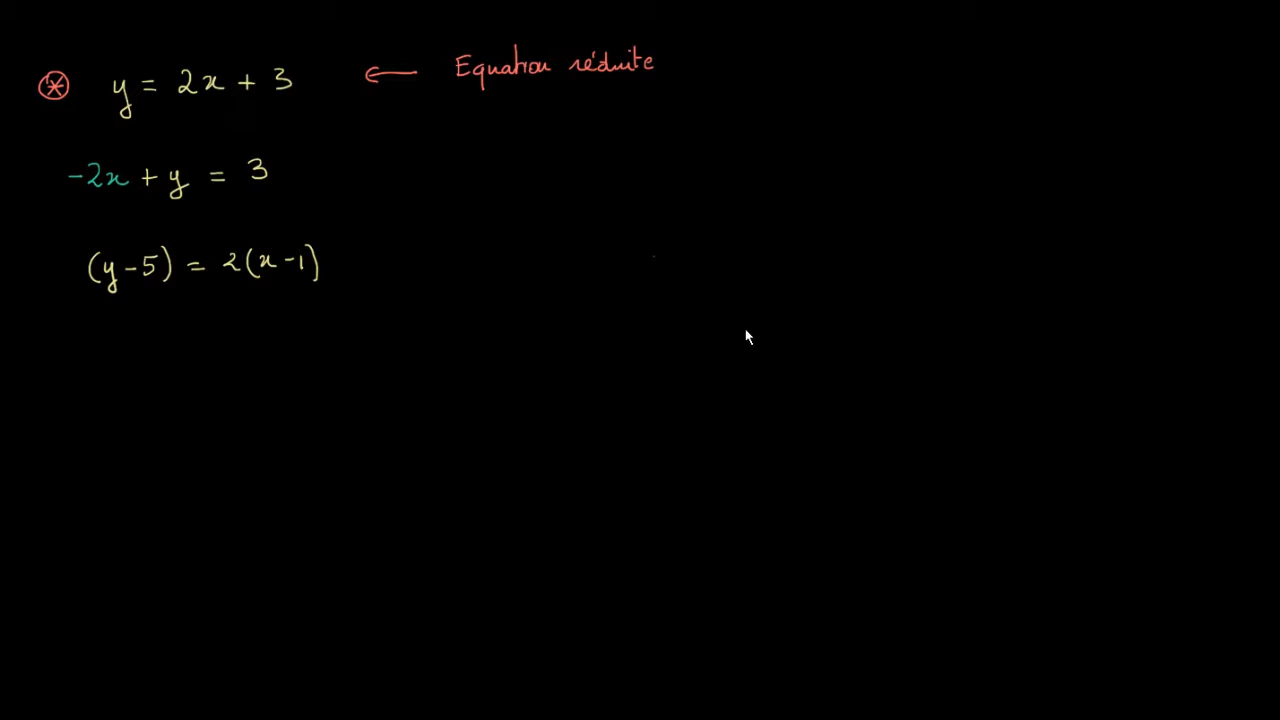 ⊛ y = 2x + 3 ← Equation réduite
-2x + y = 3
(y-5) = 2(x-1)